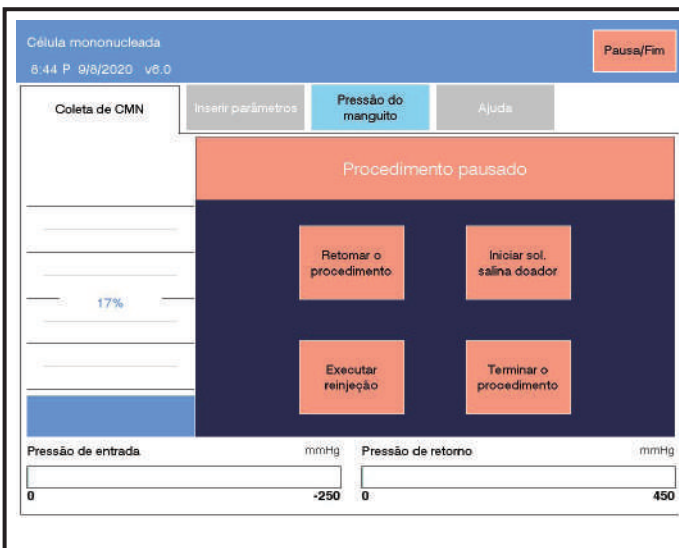 Célula mononucleada
6:44 P 9/8/2020 v6.0
Pausa/Fim
Coleta de CMN
Inserir parâmetros
Pressão do
manguito
Ajuda
Procedimento pausado
Retomar o
procedimento
Iniciar sol.
salina doador
17%
Executar
reinjeção
Terminar o
procedimento
Pressão de entrada
mmHg
Pressão de retorno
mmHg
0
-250
0
450